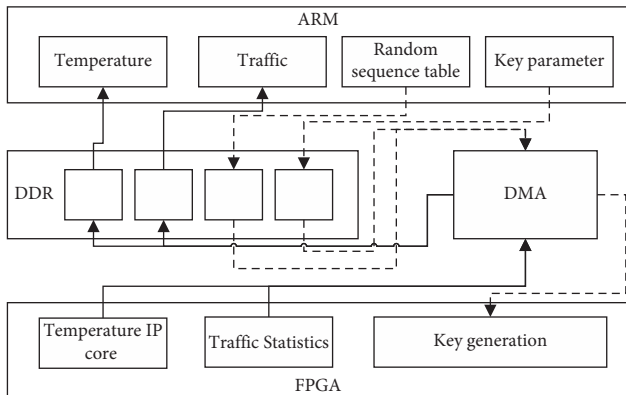 ARM
Temperature
Traffic
Random
sequence table
Key parameter
DDR
DMA
Temperature IP
core
Traffic Statistics
Key generation
FPGA